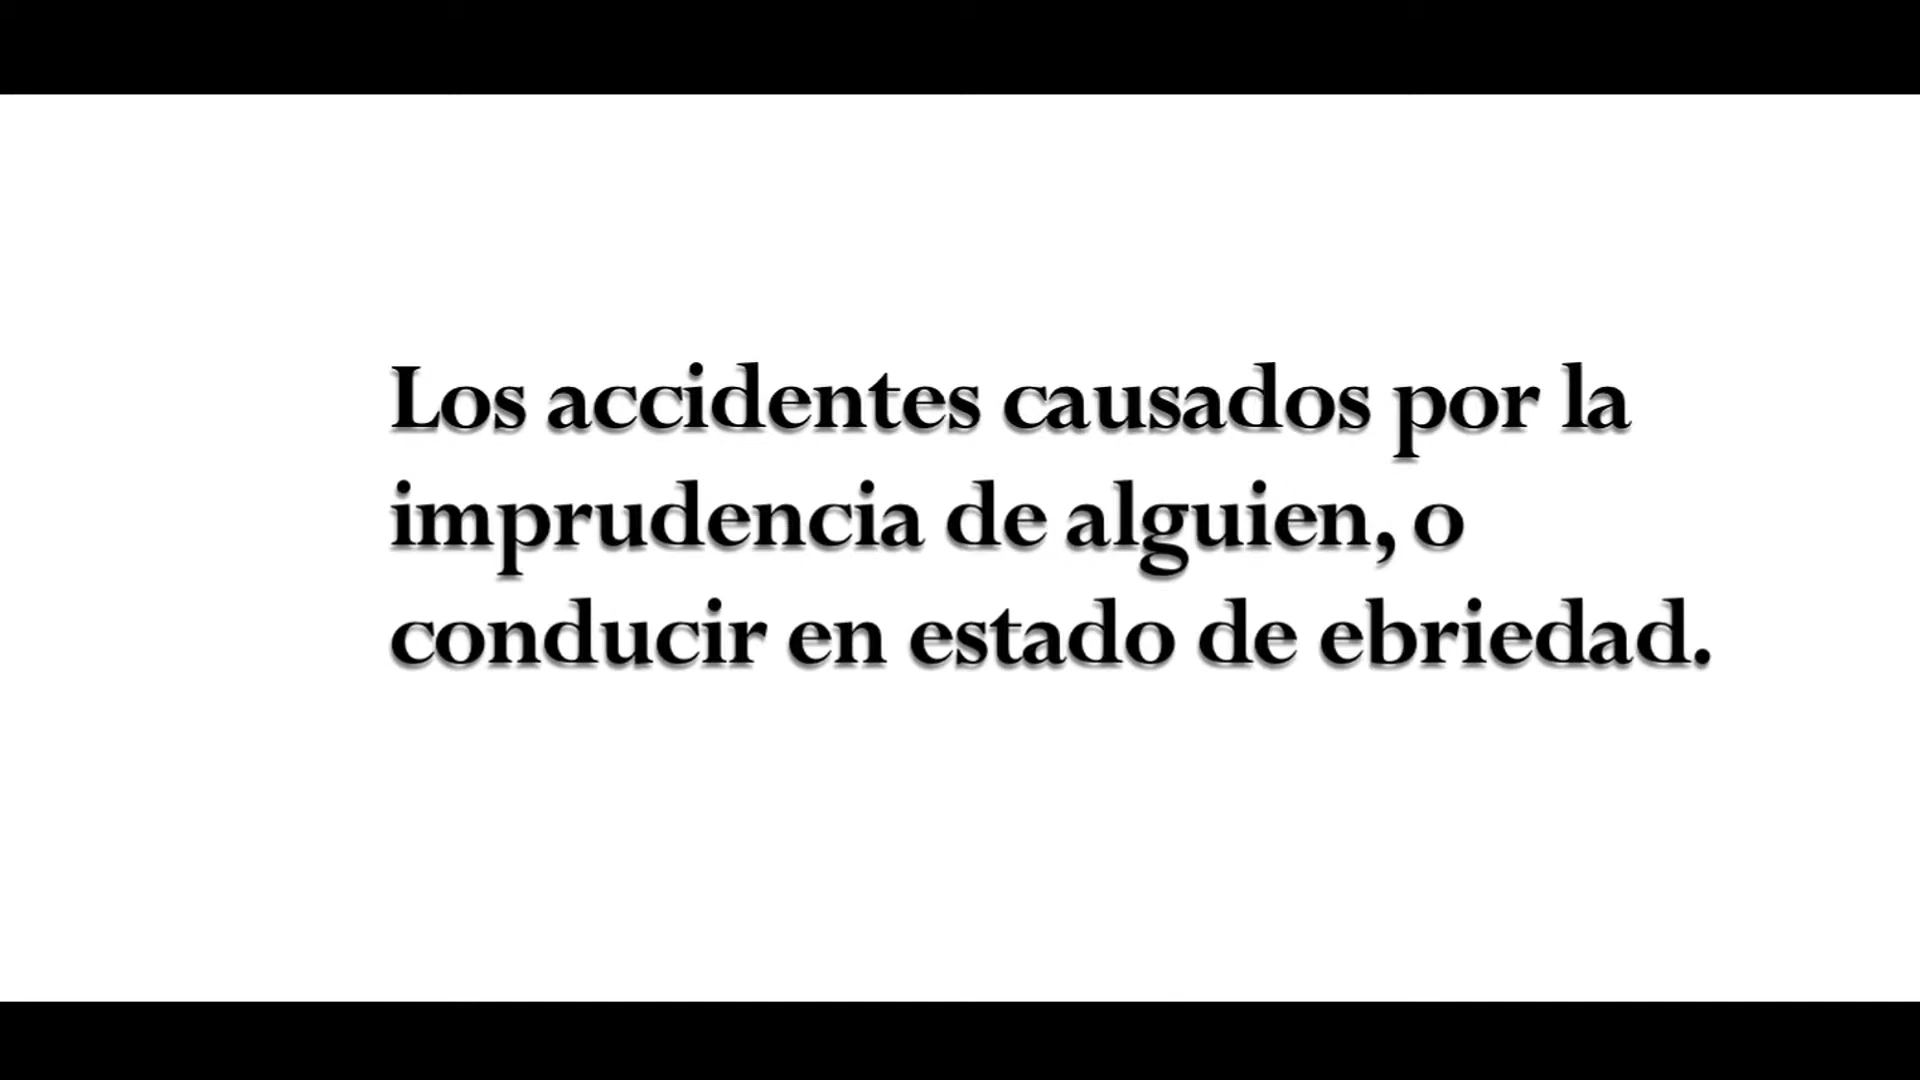 Los accidentes causados por la
imprudencia de alguien, o
conducir en estado de ebriedad.